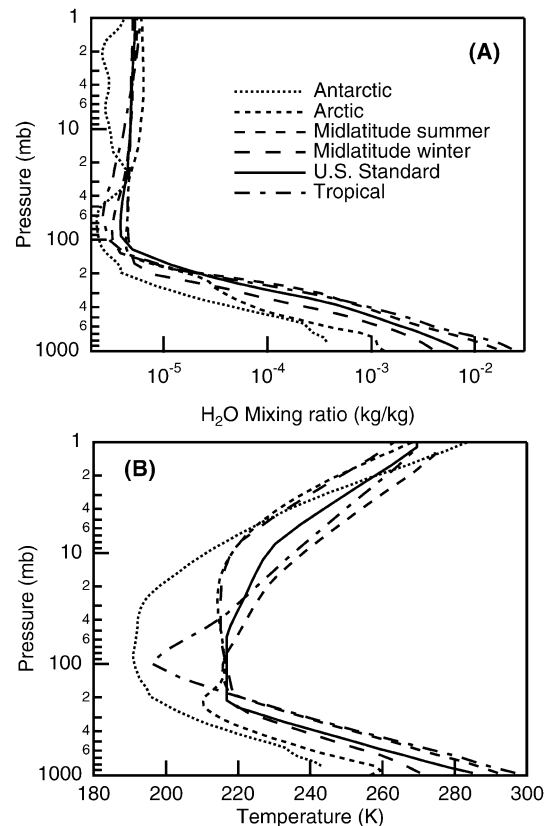 1
2
4
6
10
2
4
6
100
2
4
6
1000
Pressure (mb)
(A)
Antarctic
Arctic
Midlatitude summer
Midlatitude winter
U.S. Standard
Tropical
10⁻⁵ 10⁻⁴ 10⁻³ 10⁻²
H₂O Mixing ratio (kg/kg)
1
2
4
6
10
2
4
6
100
2
4
6
1000
Pressure (mb)
(B)
180 200 220 240 260 280 300
Temperature (K)